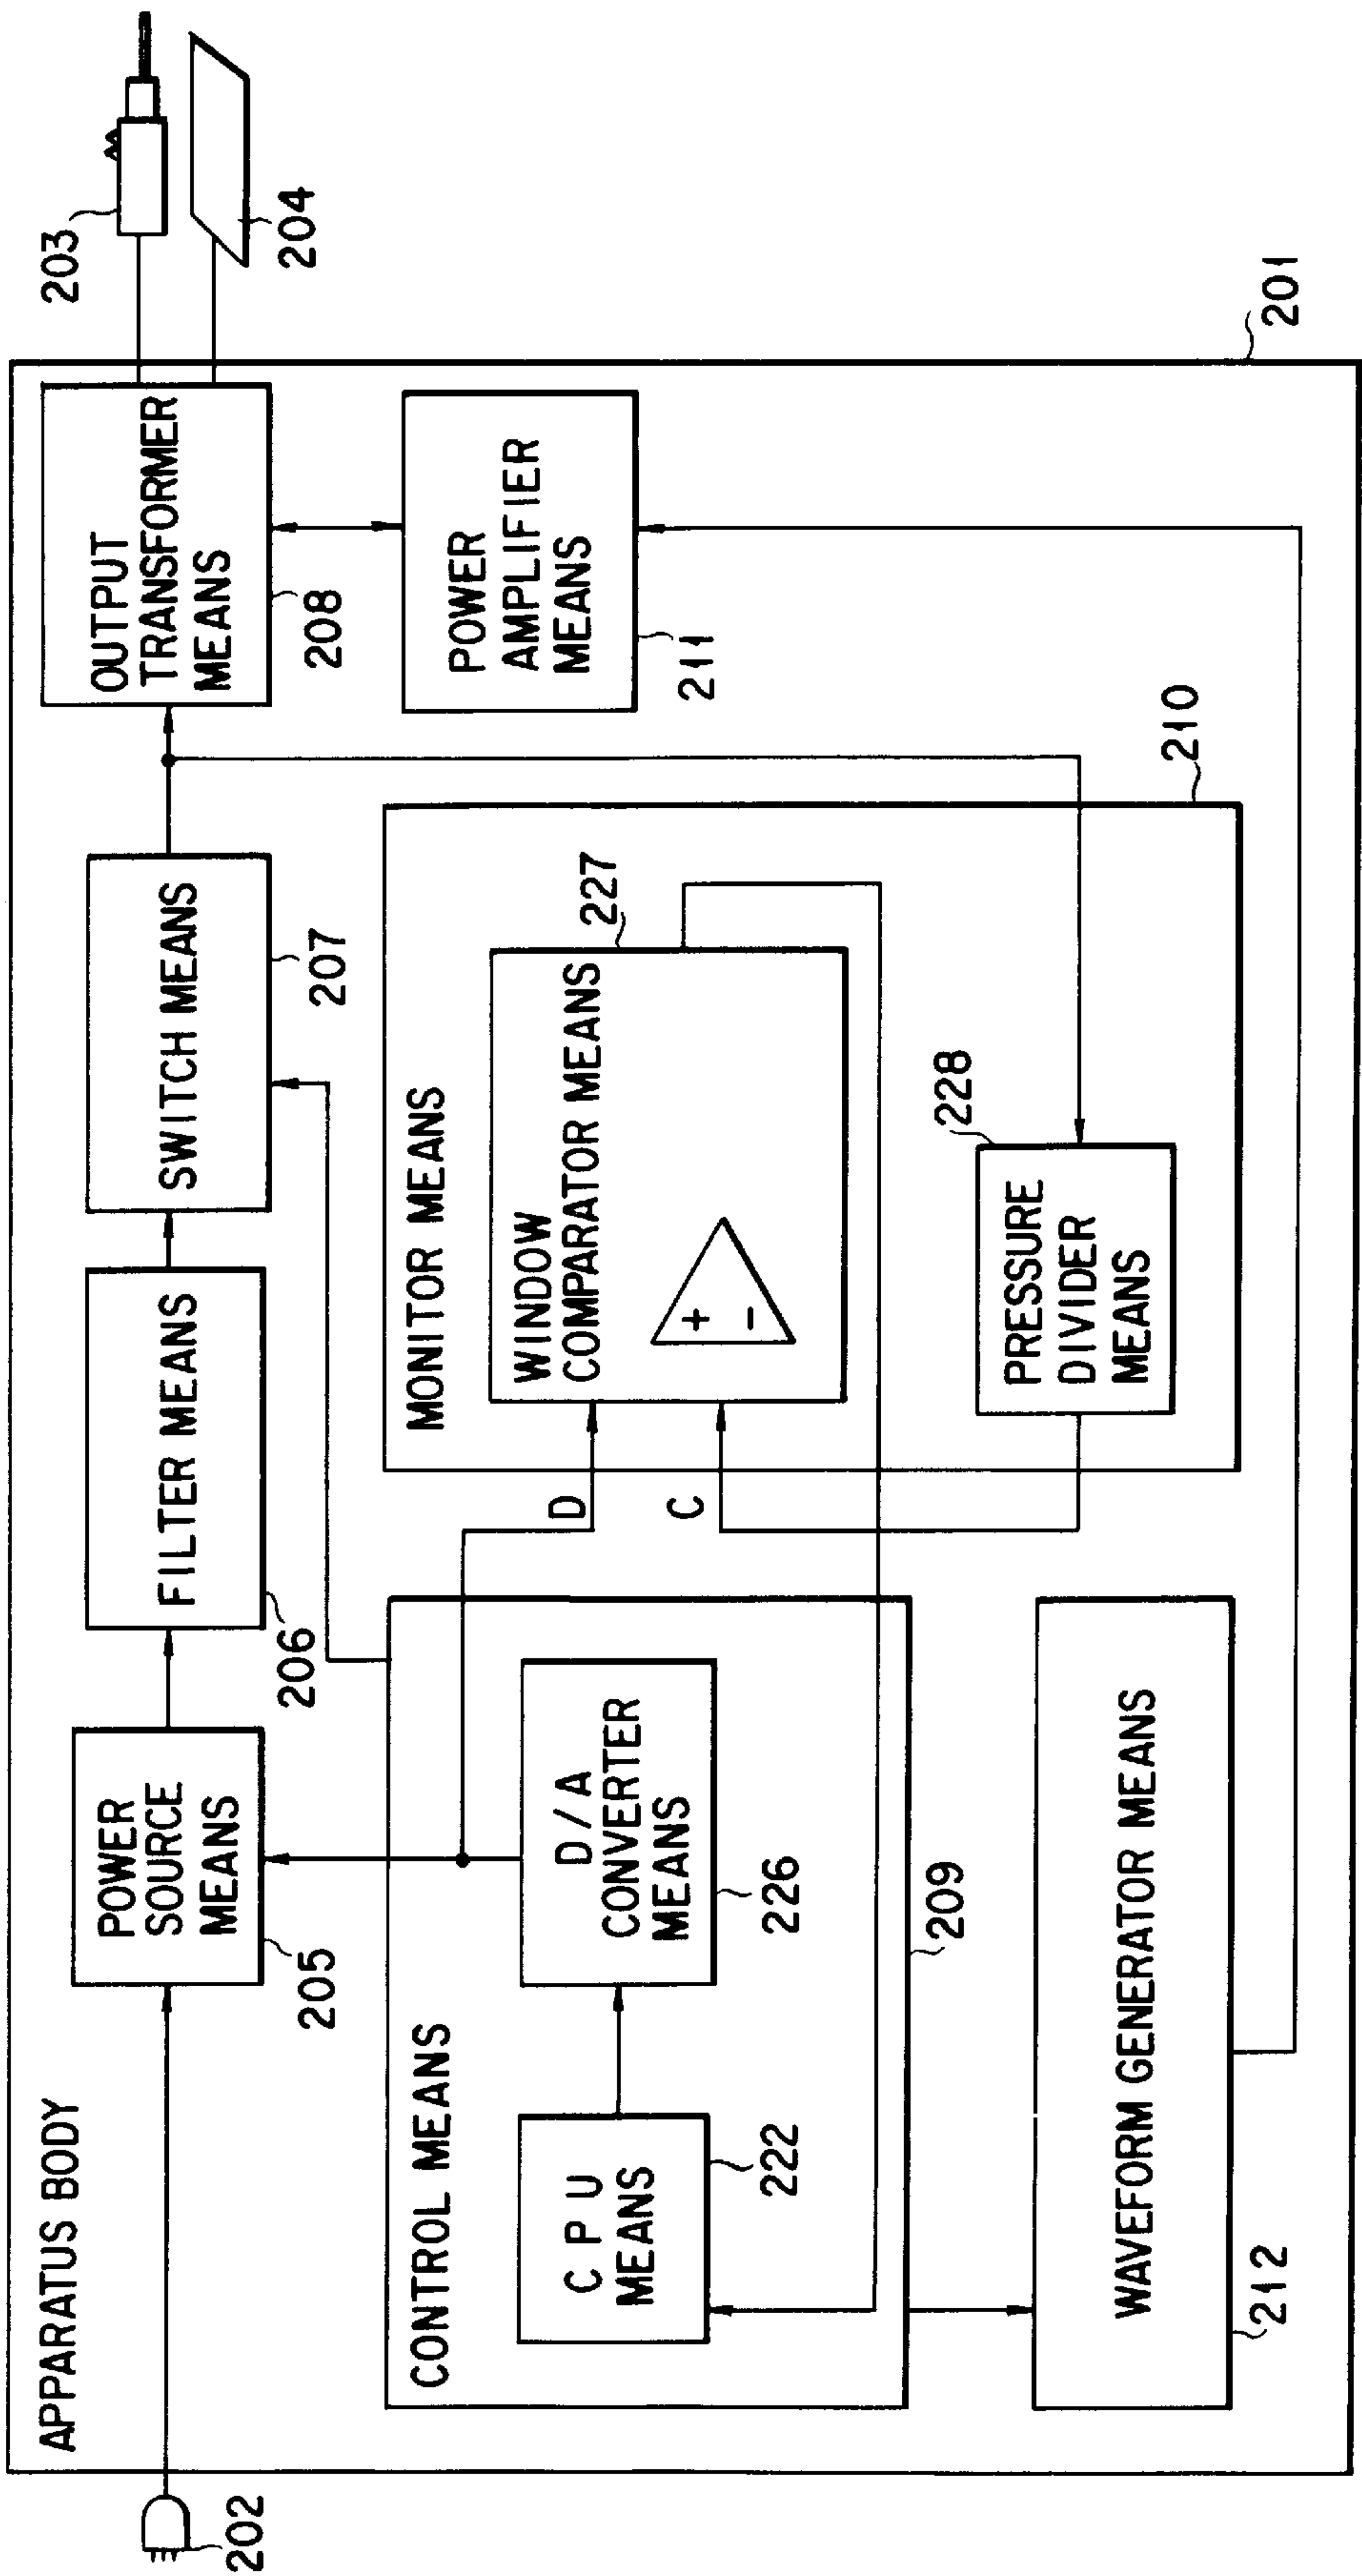 APPARATUS BODY
202
POWER
SOURCE
MEANS
205
FILTER MEANS
206
SWITCH MEANS
207
OUTPUT
TRANSFORMER
MEANS
208
203
204
CONTROL MEANS
CPU
MEANS
222
D/A
CONVERTER
MEANS
226
209
D
C
MONITOR MEANS
WINDOW
COMPARATOR MEANS
227
+
−
PRESSURE
DIVIDER
MEANS
228
210
POWER
AMPLIFIER
MEANS
211
WAVEFORM GENERATOR MEANS
212
201